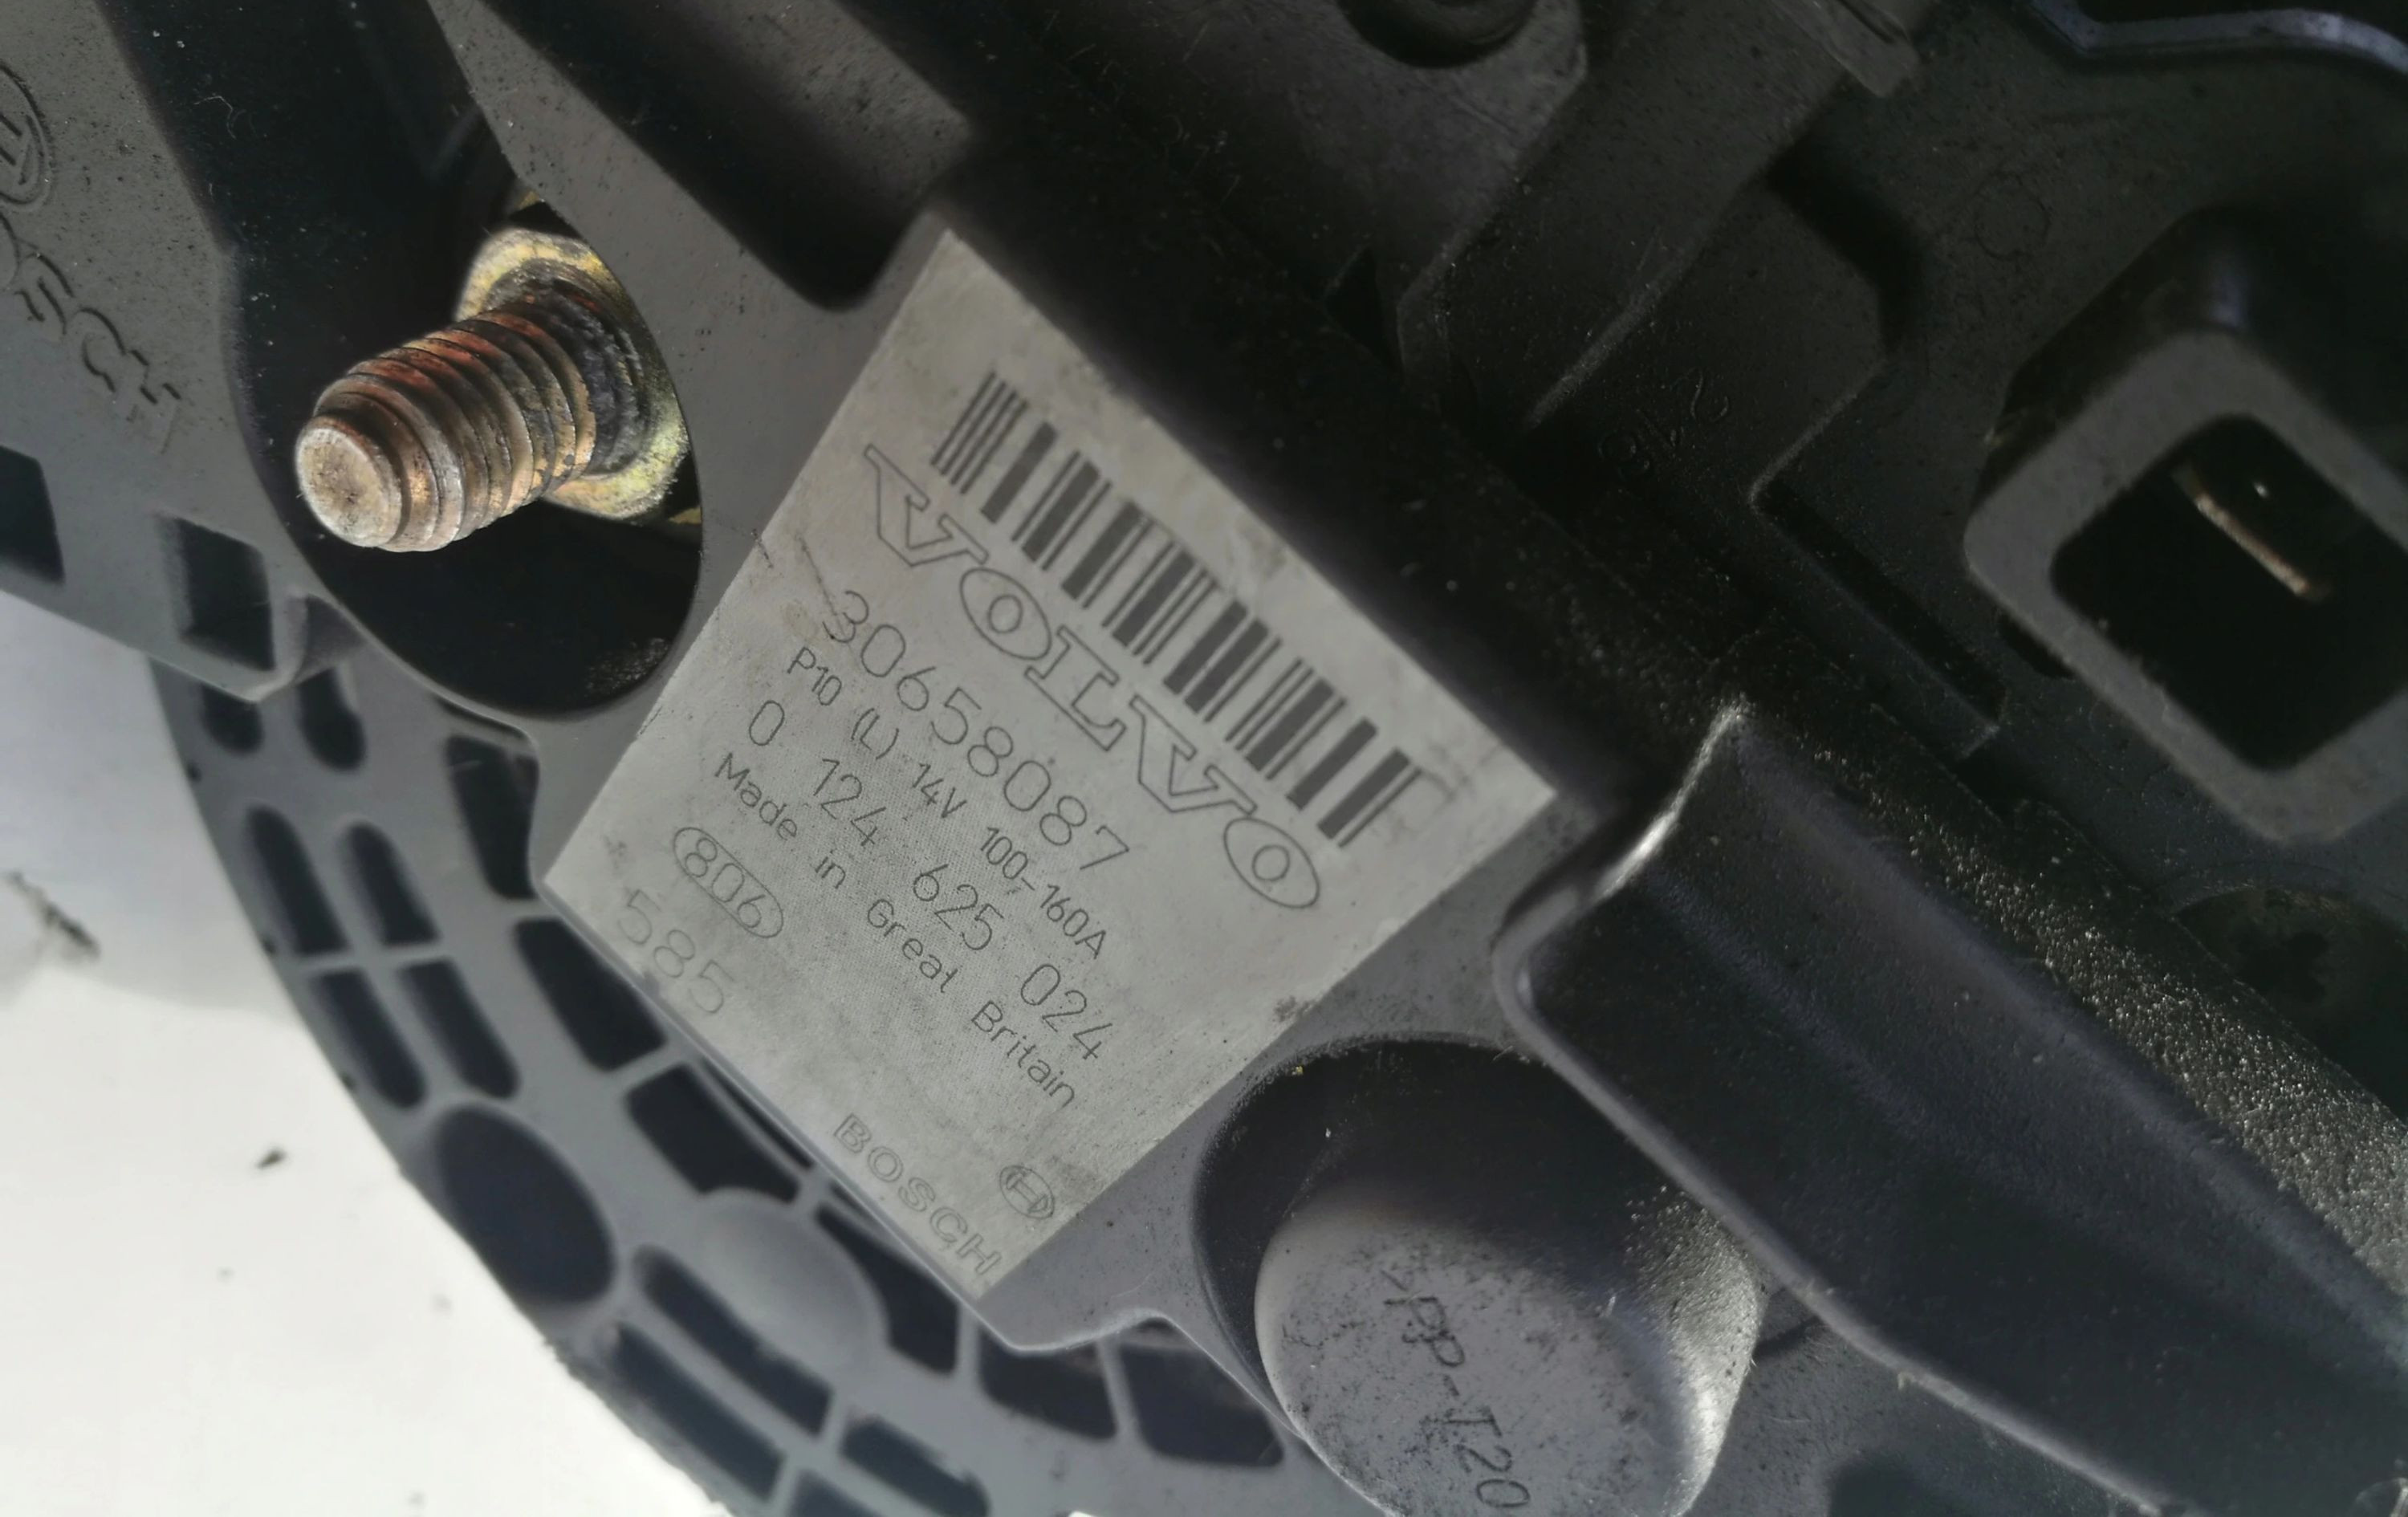 VOLVO
30658087
P10 (L) 14V 100-160A
0 124 625 024
Made in Great Britain
806
585
BOSCH
>PP-T20